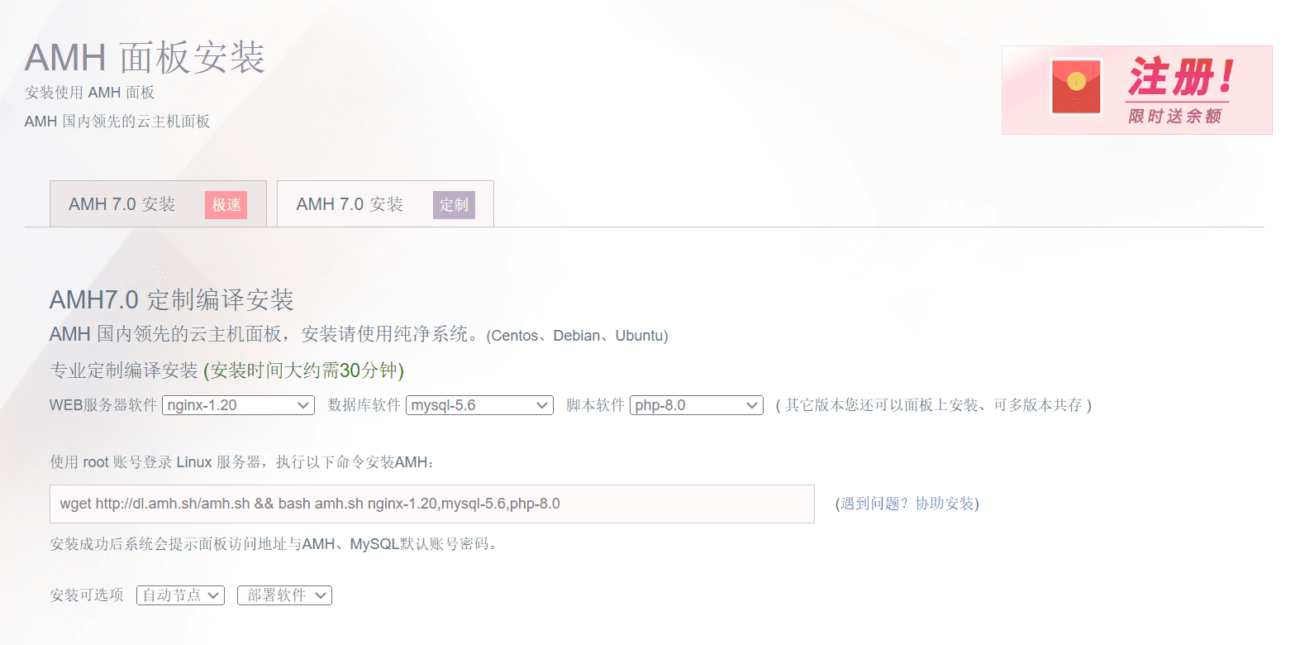 AMH 面板安装
安装使用 AMH 面板
AMH 国内领先的云主机面板
注册!
限时送余额
AMH 7.0 安装 极速 AMH 7.0 安装 定制
AMH7.0 定制编译安装
AMH 国内领先的云主机面板，安装请使用纯净系统。(Centos、Debian、Ubuntu)
专业定制编译安装 (安装时间大约需30分钟)
WEB服务器软件 nginx-1.20 数据库软件 mysql-5.6 脚本软件 php-8.0 ( 其它版本您还可以面板上安装、可多版本共存 )
使用 root 账号登录 Linux 服务器，执行以下命令安装AMH：
wget http://dl.amh.sh/amh.sh && bash amh.sh nginx-1.20,mysql-5.6,php-8.0 (遇到问题？协助安装)
安装成功后系统会提示面板访问地址与AMH、MySQL默认账号密码。
安装可选项 自动节点 部署软件